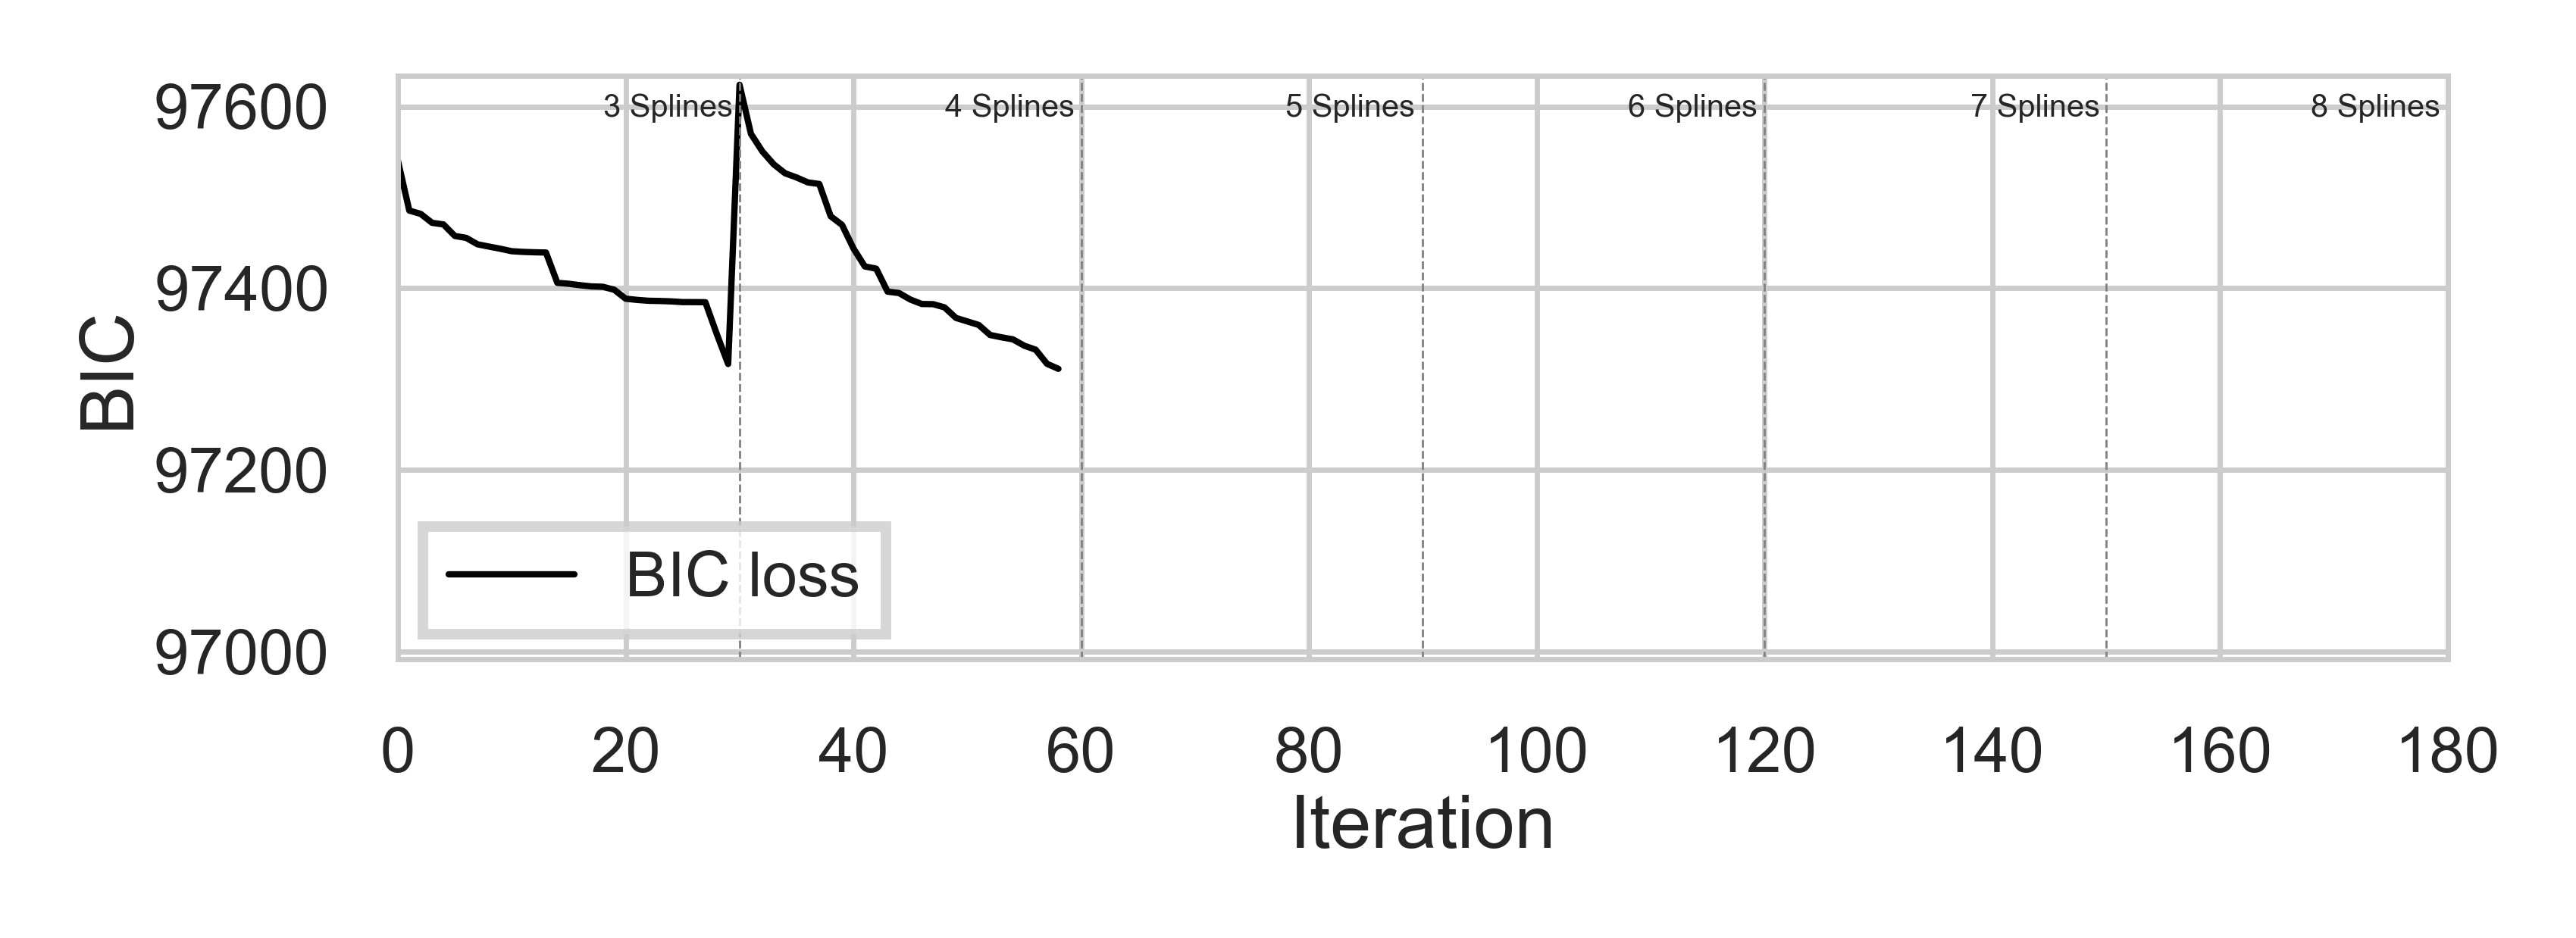 97600
97400
97200
97000
BIC
3 Splines
4 Splines
5 Splines
6 Splines
7 Splines
8 Splines
BIC loss
0 20 40 60 80 100 120 140 160 180
Iteration